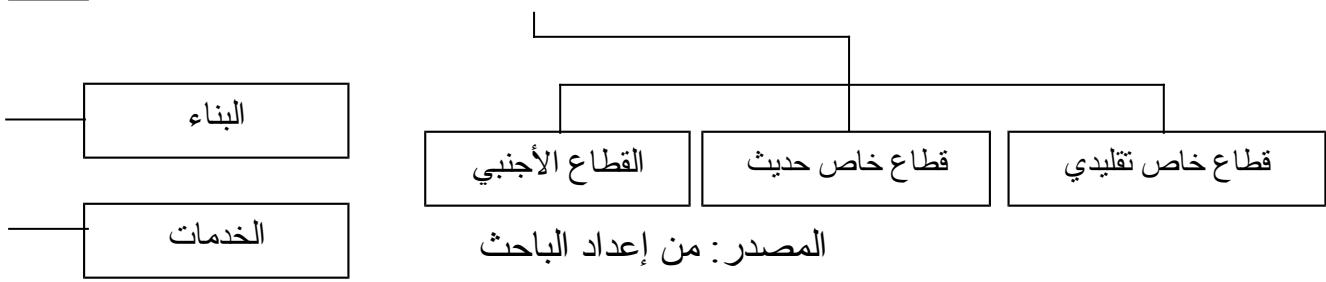 البناء
قطاع خاص تقليدي
قطاع خاص حديث
القطاع الأجنبي
الخدمات
المصدر: من إعداد الباحث